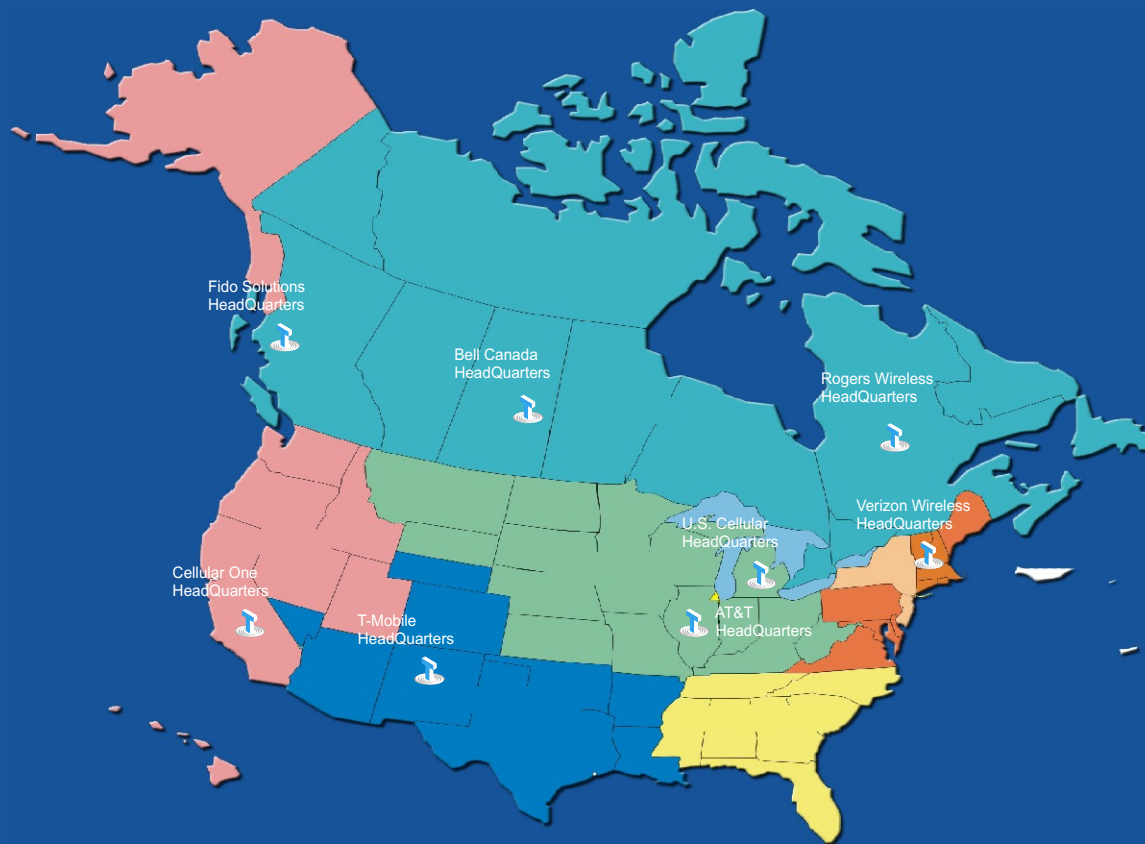 Fido Solutions
HeadQuarters
Bell Canada
HeadQuarters
Rogers Wireless
HeadQuarters
Verizon Wireless
HeadQuarters
U.S. Cellular
HeadQuarters
Cellular One
HeadQuarters
AT&T
HeadQuarters
T-Mobile
HeadQuarters